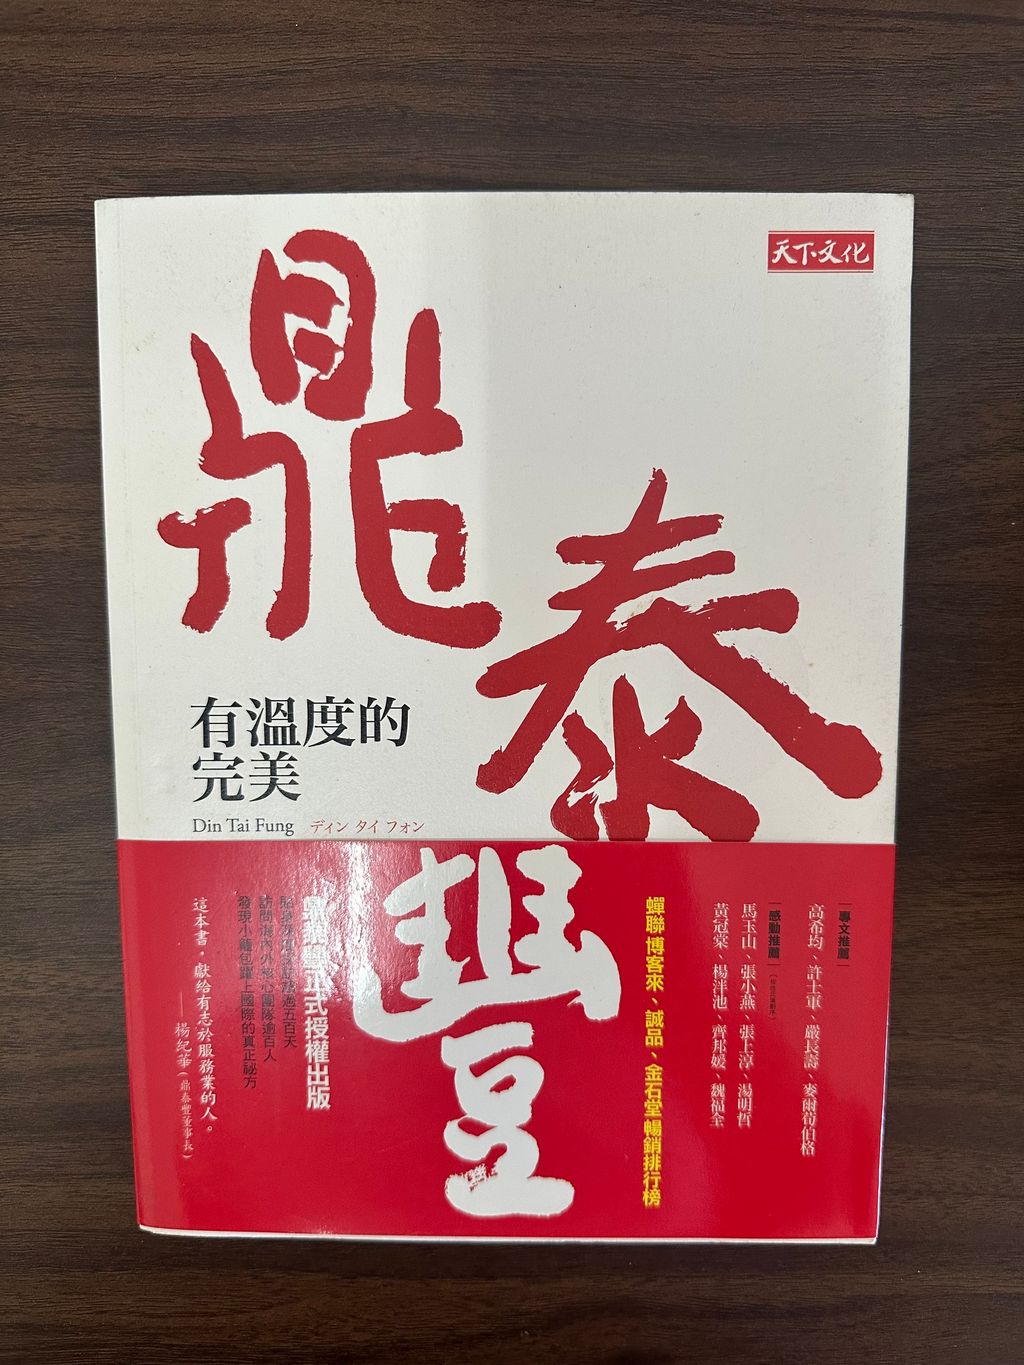 天下文化
鼎泰豐
有溫度的
完美
Din Tai Fung ディン タイ フォン
專文推薦
高希均、許士軍、嚴長壽、麥爾荀伯格
感動推薦
馬玉山、張小燕、張上淳、湯明哲
黃冠棠、楊泮池、齊邦媛、魏福全
蟬聯 博客來、誠品、金石堂 暢銷排行榜
正式授權出版
過五百天
訪問海內外核心團隊逾百人
發現小籠包躍上國際的真正祕方
這本書，獻給有志於服務業的人。
——楊紀華（鼎泰豐董事長）